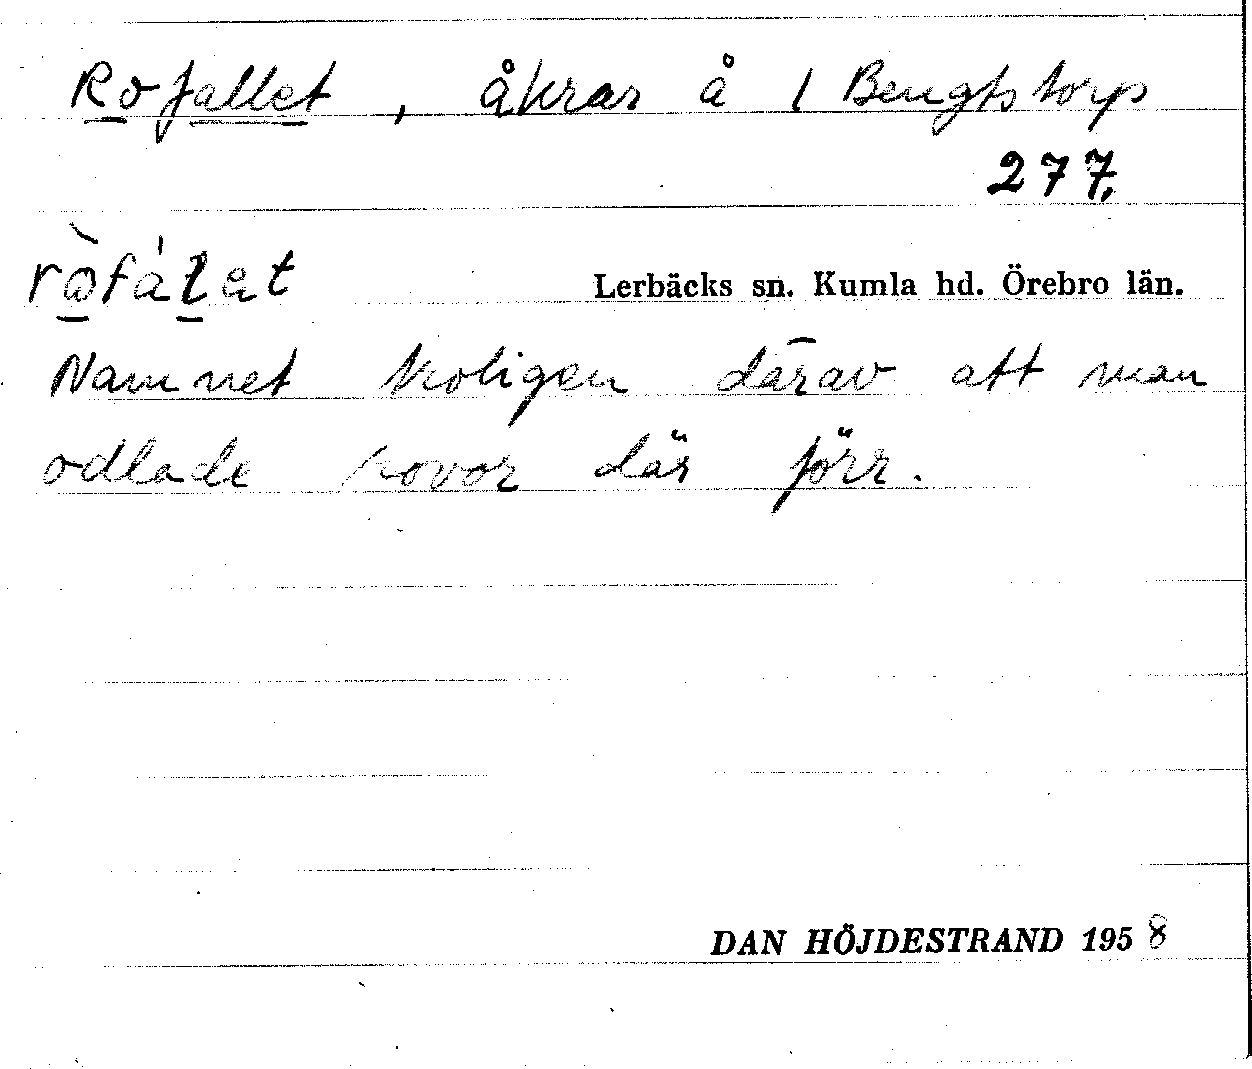 Rofallet, åkrar å 1 Bengtstorp
277,
ròfálat
Lerbäcks sn. Kumla hd. Örebro län.
Namnet troligen därav att man
odlade rovor där förr.
DAN HÖJDESTRAND 1958